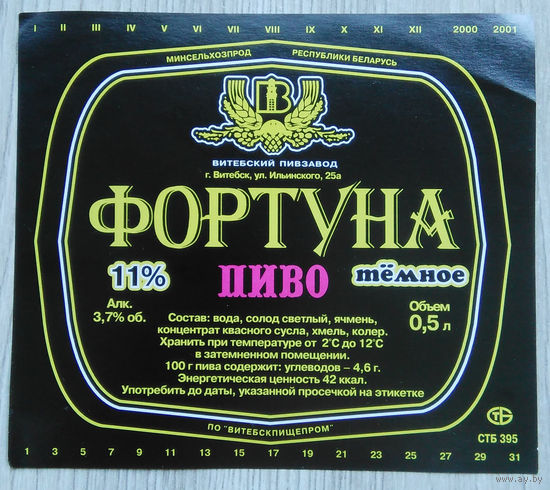 I II III IV V VI VII VIII IX X XI XII 2000 2001
МИНСЕЛЬХОЗПРОД РЕСПУБЛИКИ БЕЛАРУСЬ
ПВ
ВИТЕБСКИЙ ПИВЗАВОД
г. Витебск, ул. Ильинского, 25а
ФОРТУНА
11% ПИВО тёмное
Алк.
3,7% об.
Объем
0,5 л
Состав: вода, солод светлый, ячмень,
концентрат квасного сусла, хмель, колер.
Хранить при температуре от 2°С до 12°С
в затемненном помещении.
100 г пива содержит: углеводов – 4,6 г.
Энергетическая ценность 42 ккал.
Употребить до даты, указанной просечкой на этикетке
ПО "ВИТЕБСКПИЩЕПРОМ"
СТБ 395
1 3 5 7 9 11 13 15 17 19 21 23 25 27 29 31
www.ay.by